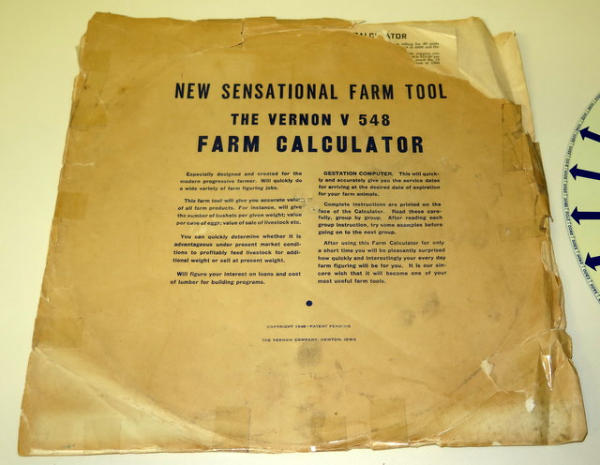 CALCULATOR
NEW SENSATIONAL FARM TOOL
THE VERNON V 548
FARM CALCULATOR
Especially designed and created for the
modern progressive farmer. Will quickly do
a wide variety of farm figuring jobs.
This farm tool will give you accurate value
of all farm products. For instance, will give
the number of bushels per given weight; value
per case of eggs; value of sale of livestock etc.
You can quickly determine whether it is
advantageous under present market condi-
tions to profitably feed livestock for addi-
tional weight or sell at present weight.
Will figure your interest on loans and cost
of lumber for building programs.
GESTATION COMPUTER. This will quick-
ly and accurately give you the service dates
for arriving at the desired date of expiration
for your farm animals.
Complete instructions are printed on the
face of the Calculator. Read these care-
fully, group by group. After reading each
group instruction, try some examples before
going on to the next group.
After using this Farm Calculator for only
a short time you will be pleasantly surprised
how quickly and interestingly your every day
farm figuring will be for you. It is our sin-
cere wish that it will become one of your
most useful farm tools.
COPYRIGHT 1948 - PATENT PENDING
THE VERNON COMPANY, NEWTON, IOWA